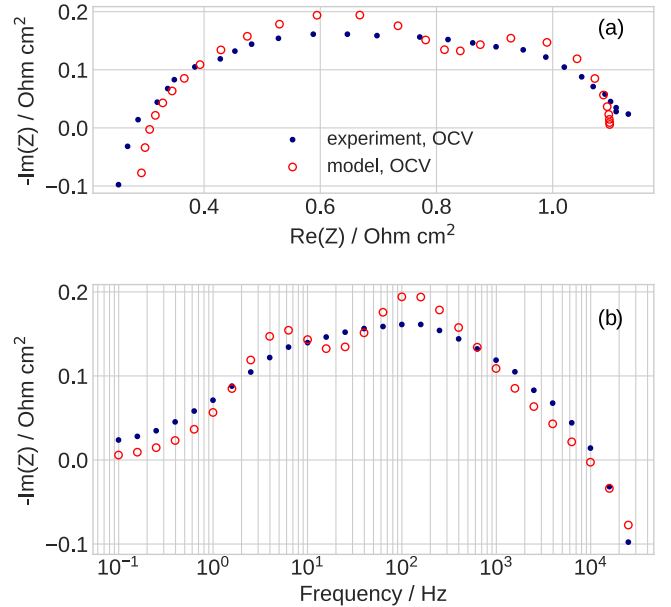 0.2
(a)
0.1
0.0
−0.1
-Im(Z) / Ohm cm²
experiment, OCV
model, OCV
0.4
0.6
0.8
1.0
Re(Z) / Ohm cm²
0.2
(b)
0.1
0.0
−0.1
-Im(Z) / Ohm cm²
10⁻¹
10⁰
10¹
10²
10³
10⁴
Frequency / Hz